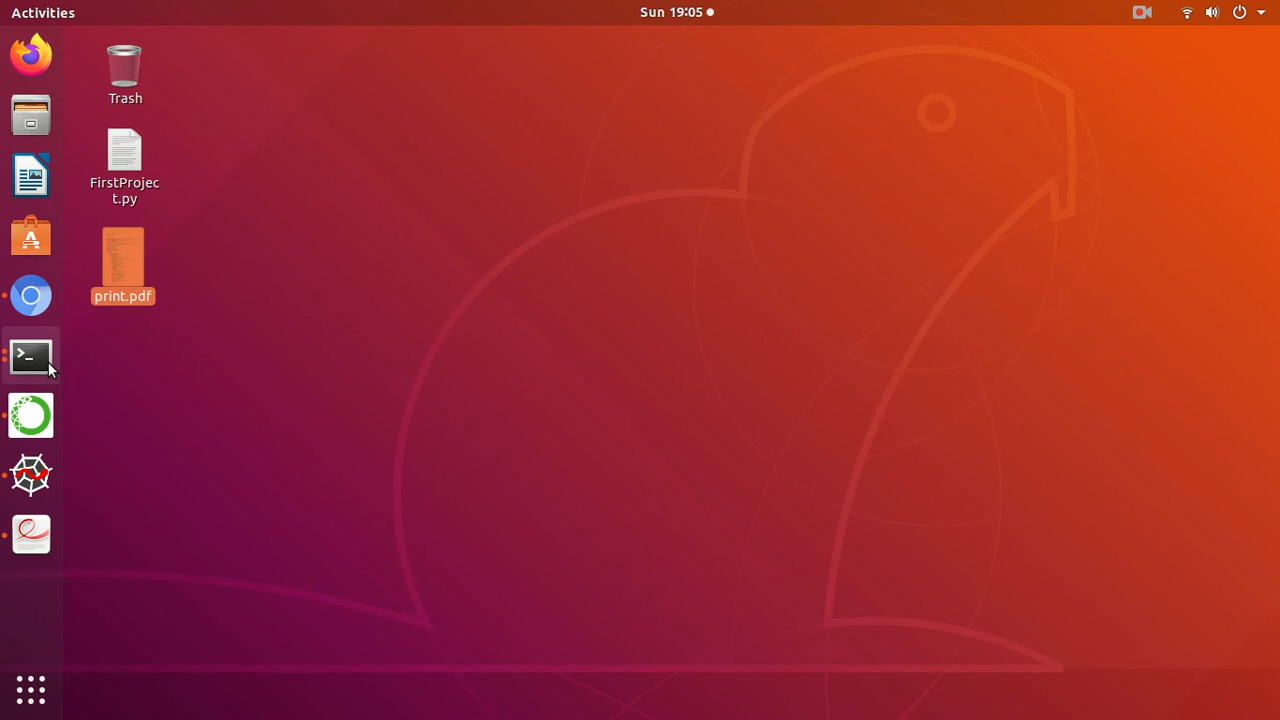 Activities
Sun 19:05
Trash
FirstProjec
t.py
print.pdf